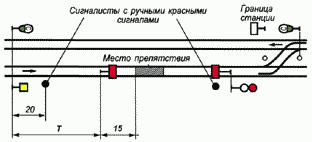 Сигналисты с ручными красными
сигналами
Граница
станции
Место препятствия
20
Т
15